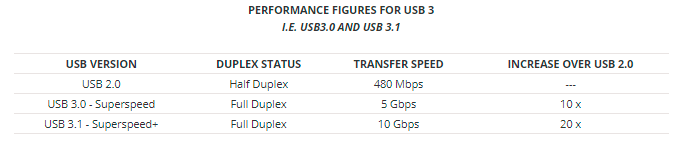 PERFORMANCE FIGURES FOR USB 3
I.E. USB3.0 AND USB 3.1
USB VERSION DUPLEX STATUS TRANSFER SPEED INCREASE OVER USB 2.0
USB 2.0 Half Duplex 480 Mbps ---
USB 3.0 - Superspeed Full Duplex 5 Gbps 10 x
USB 3.1 - Superspeed+ Full Duplex 10 Gbps 20 x